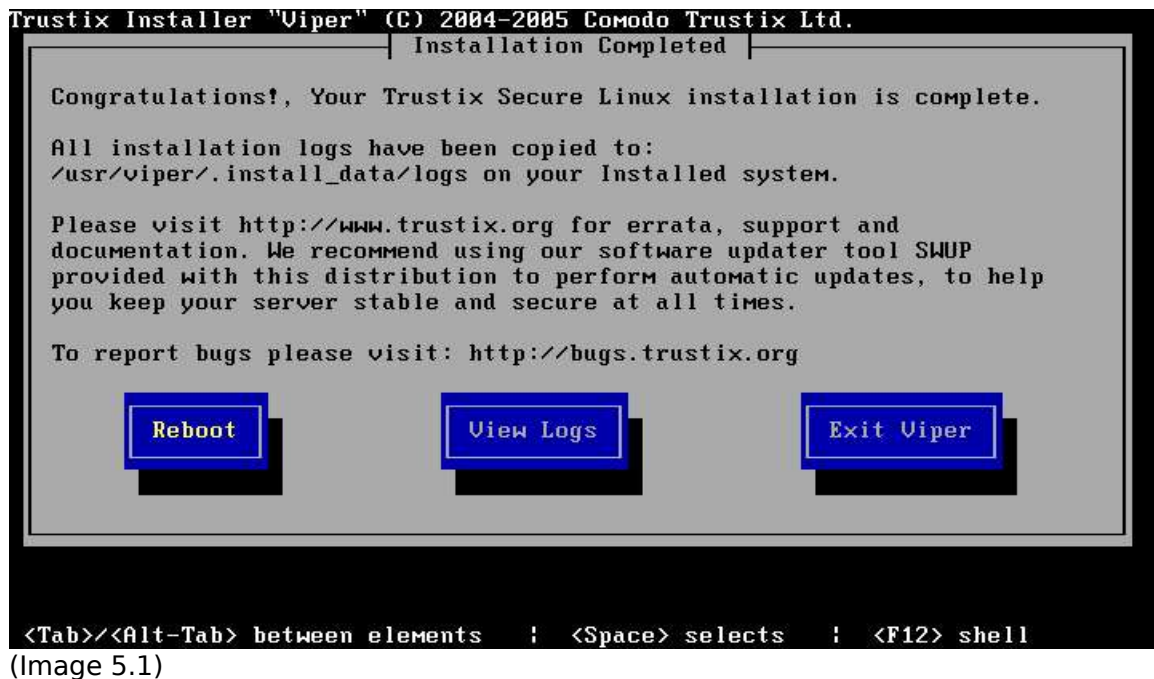 Trustix Installer "Viper" (C) 2004-2005 Comodo Trustix Ltd.
Installation Completed
Congratulations!, Your Trustix Secure Linux installation is complete.
All installation logs have been copied to:
/usr/viper/.install_data/logs on your Installed system.
Please visit http://www.trustix.org for errata, support and
documentation. We recommend using our software updater tool SWUP
provided with this distribution to perform automatic updates, to help
you keep your server stable and secure at all times.
To report bugs please visit: http://bugs.trustix.org
Reboot View Logs Exit Viper
<Tab>/<Alt-Tab> between elements ¦ <Space> selects ¦ <F12> shell
(Image 5.1)